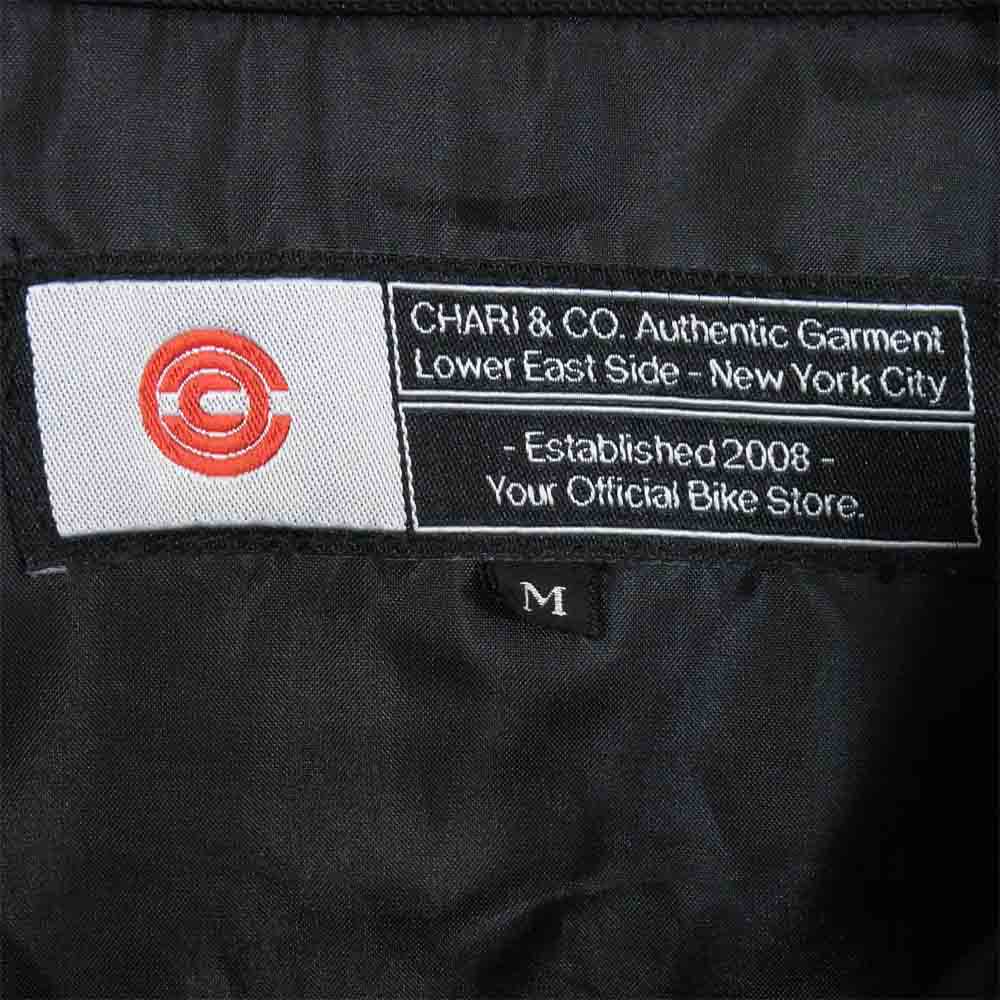 CHARI & CO. Authentic Garment
Lower East Side - New York City
- Established 2008 -
Your Official Bike Store.
M